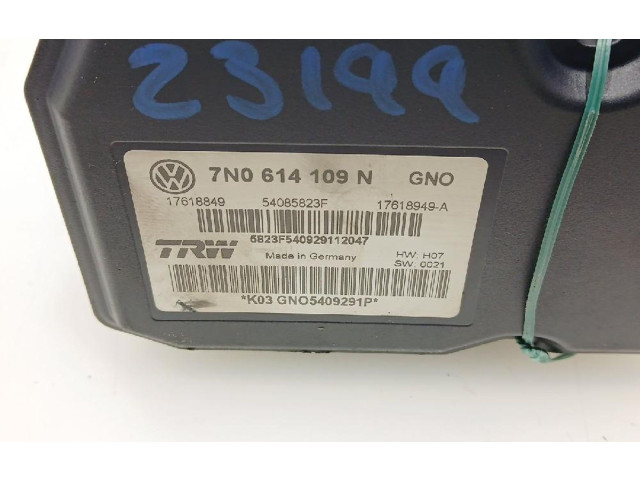 23199
7N0 614 109 N GNO
17618849 54085823F 17618949-A
5823F540929112047
TRW Made in Germany HW: H07
SW: 0021
*K03 GNO5409291P*